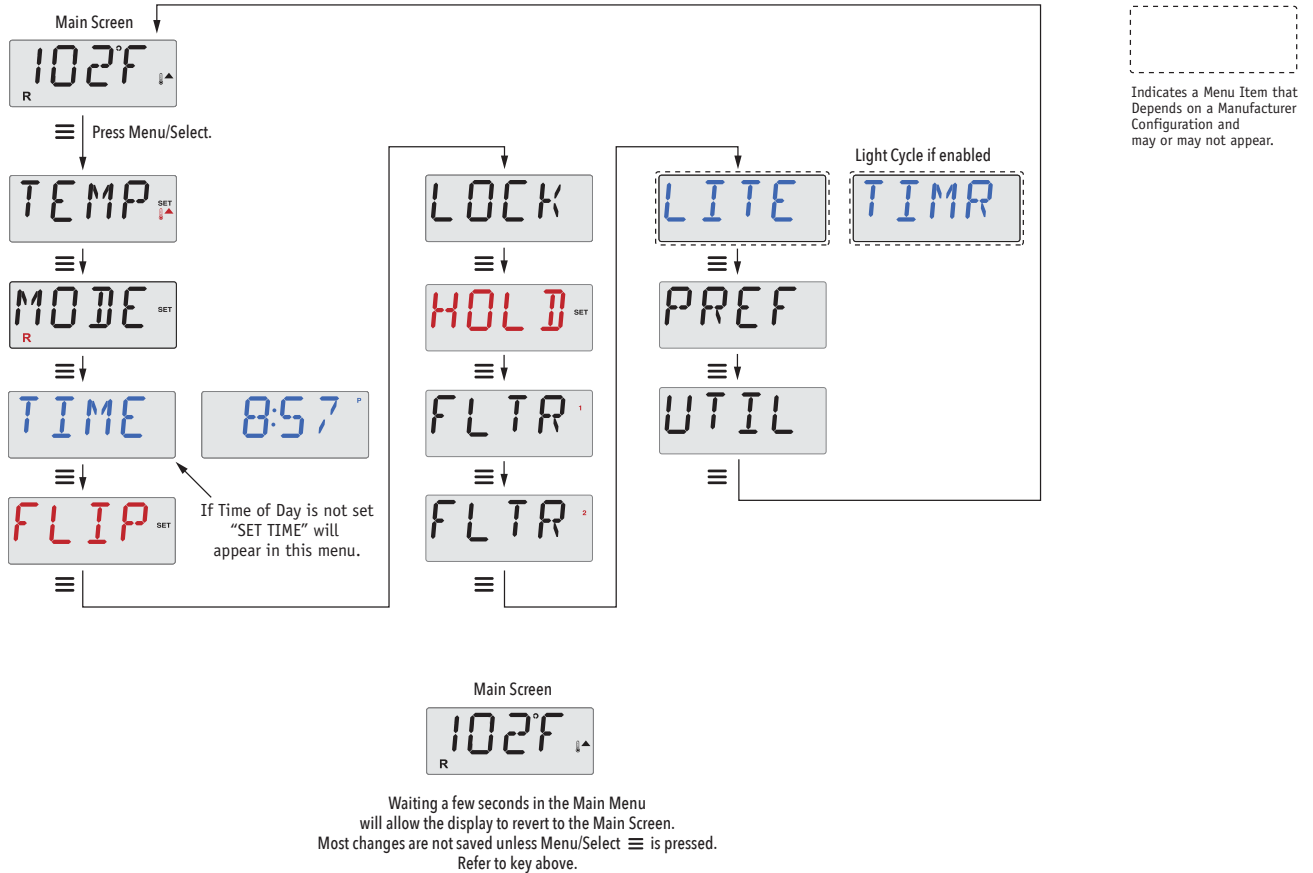 Main Screen
102°F
R
Press Menu/Select.
TEMP SET
MODE SET
R
TIME
8:57 P
FLIP SET
If Time of Day is not set
“SET TIME” will
appear in this menu.
LOCK
HOLD SET
FLTR 1
FLTR 2
Light Cycle if enabled
LITE
TIMR
PREF
UTIL
Indicates a Menu Item that
Depends on a Manufacturer
Configuration and
may or may not appear.
Main Screen
102°F
R
Waiting a few seconds in the Main Menu
will allow the display to revert to the Main Screen.
Most changes are not saved unless Menu/Select ☰ is pressed.
Refer to key above.